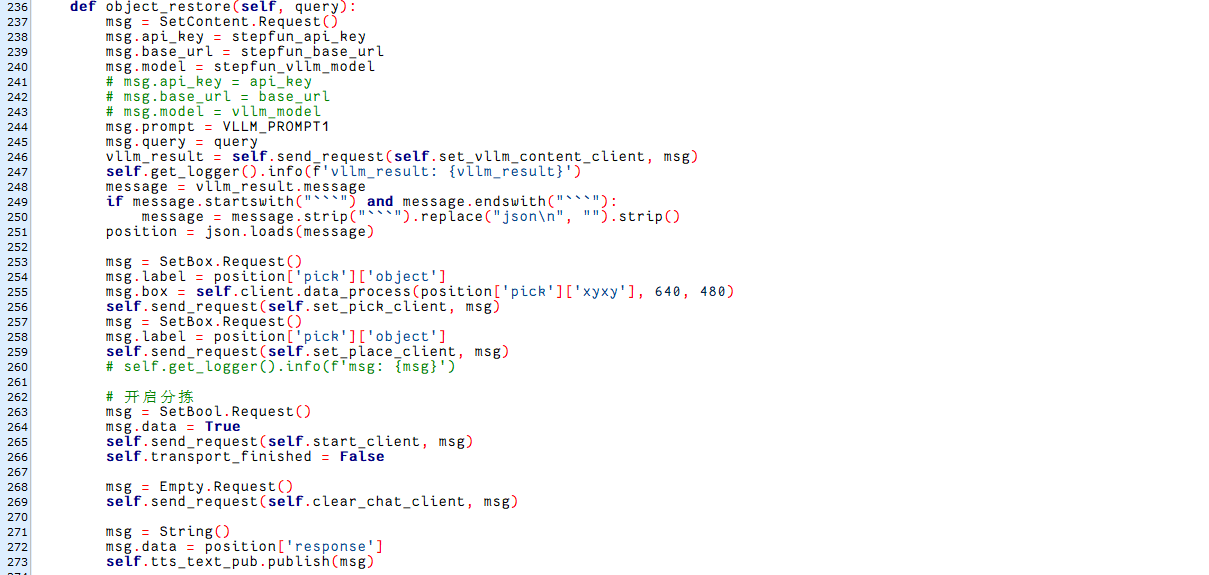 236 def object_restore(self, query):
237 msg = SetContent.Request()
238 msg.api_key = stepfun_api_key
239 msg.base_url = stepfun_base_url
240 msg.model = stepfun_vllm_model
241 # msg.api_key = api_key
242 # msg.base_url = base_url
243 # msg.model = vllm_model
244 msg.prompt = VLLM_PROMPT1
245 msg.query = query
246 vllm_result = self.send_request(self.set_vllm_content_client, msg)
247 self.get_logger().info(f'vllm_result: {vllm_result}')
248 message = vllm_result.message
249 if message.startswith("```") and message.endswith("```"):
250 message = message.strip("```").replace("json\n", "").strip()
251 position = json.loads(message)
252
253 msg = SetBox.Request()
254 msg.label = position['pick']['object']
255 msg.box = self.client.data_process(position['pick']['xyxy'], 640, 480)
256 self.send_request(self.set_pick_client, msg)
257 msg = SetBox.Request()
258 msg.label = position['pick']['object']
259 self.send_request(self.set_place_client, msg)
260 # self.get_logger().info(f'msg: {msg}')
261
262 # 开启分拣
263 msg = SetBool.Request()
264 msg.data = True
265 self.send_request(self.start_client, msg)
266 self.transport_finished = False
267
268 msg = Empty.Request()
269 self.send_request(self.clear_chat_client, msg)
270
271 msg = String()
272 msg.data = position['response']
273 self.tts_text_pub.publish(msg)